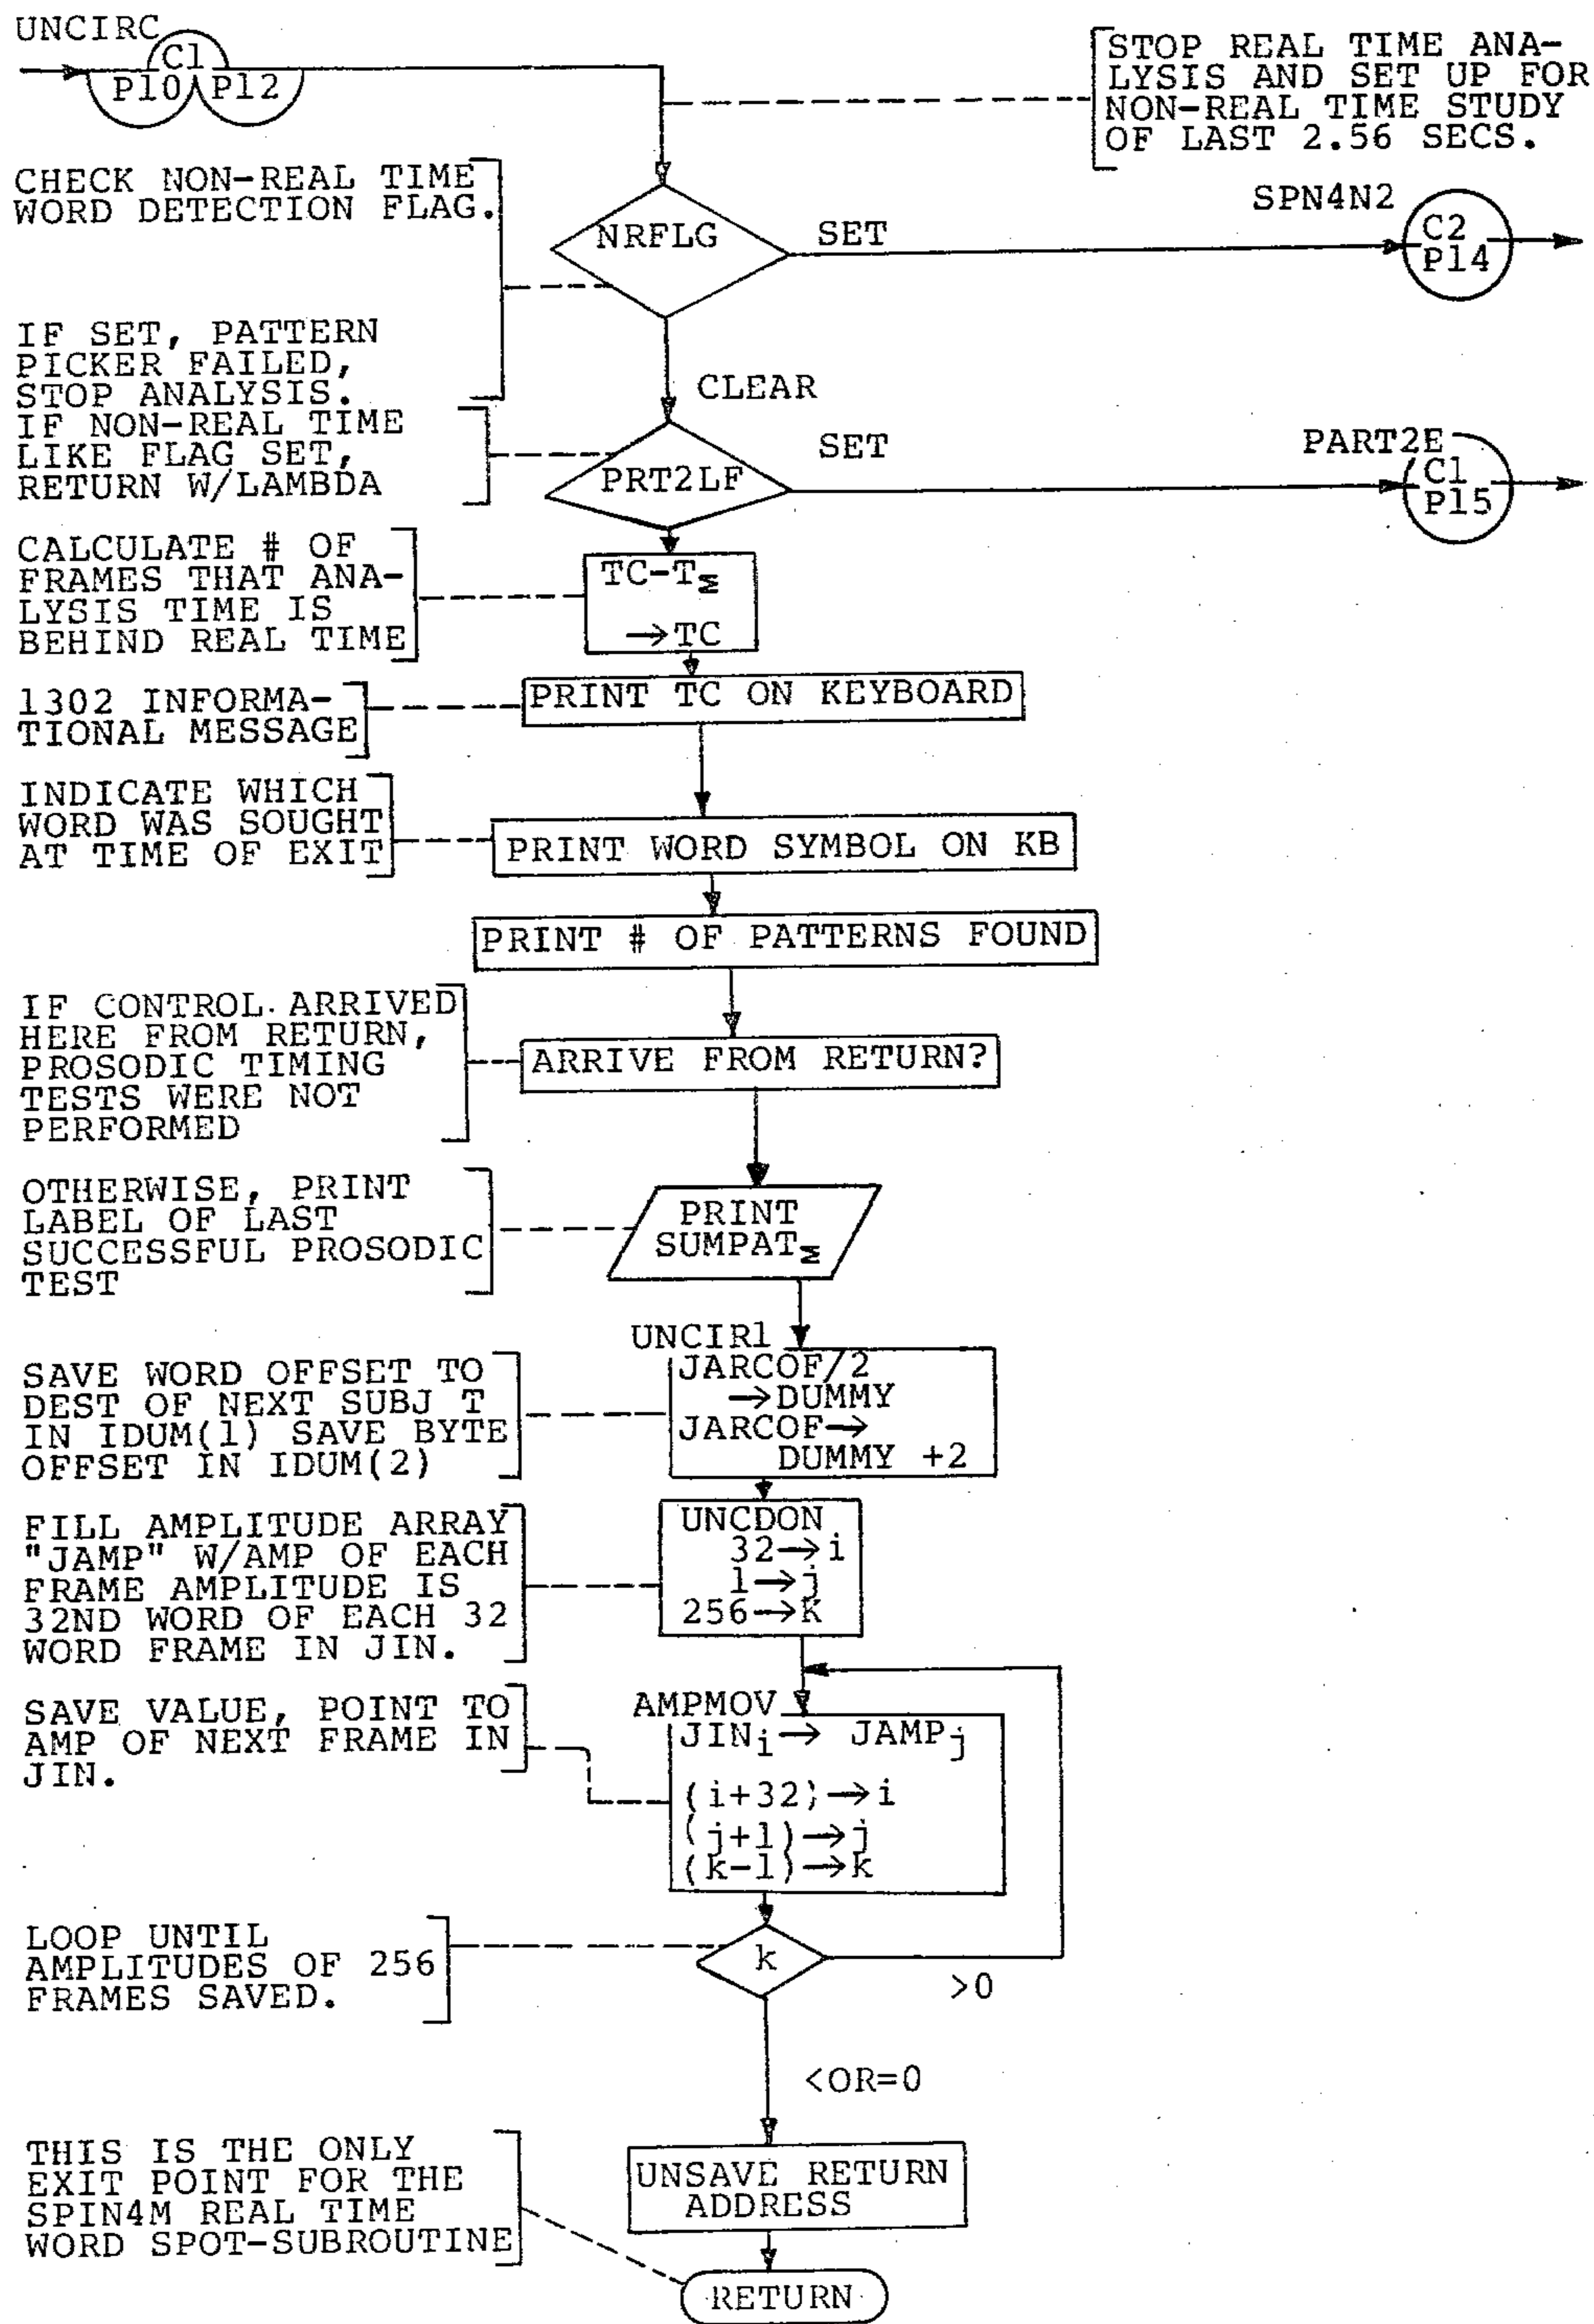 UNCIRC
C1
P10 P12
STOP REAL TIME ANA-
LYSIS AND SET UP FOR
NON-REAL TIME STUDY
OF LAST 2.56 SECS.
CHECK NON-REAL TIME
WORD DETECTION FLAG.
NRFLG
SET
SPN4N2
C2
P14
IF SET, PATTERN
PICKER FAILED,
STOP ANALYSIS.
CLEAR
IF NON-REAL TIME
LIKE FLAG SET,
RETURN W/LAMBDA
PRT2LF
SET
PART2E
C1
P15
CALCULATE # OF
FRAMES THAT ANA-
LYSIS TIME IS
BEHIND REAL TIME
TC-TΣ
→TC
1302 INFORMA-
TIONAL MESSAGE
PRINT TC ON KEYBOARD
INDICATE WHICH
WORD WAS SOUGHT
AT TIME OF EXIT
PRINT WORD SYMBOL ON KB
PRINT # OF PATTERNS FOUND
IF CONTROL ARRIVED
HERE FROM RETURN,
PROSODIC TIMING
TESTS WERE NOT
PERFORMED
ARRIVE FROM RETURN?
OTHERWISE, PRINT
LABEL OF LAST
SUCCESSFUL PROSODIC
TEST
PRINT
SUMPATΣ
UNCIR1
SAVE WORD OFFSET TO
DEST OF NEXT SUBJ T
IN IDUM(1) SAVE BYTE
OFFSET IN IDUM(2)
JARCOF/2
→DUMMY
JARCOF→
DUMMY +2
FILL AMPLITUDE ARRAY
"JAMP" W/AMP OF EACH
FRAME AMPLITUDE IS
32ND WORD OF EACH 32
WORD FRAME IN JIN.
UNCDON
32→i
1→j
256→K
SAVE VALUE, POINT TO
AMP OF NEXT FRAME IN
JIN.
AMPMOV
JINi→ JAMPj
(i+32)→i
(j+1)→j
(k-1)→k
LOOP UNTIL
AMPLITUDES OF 256
FRAMES SAVED.
k
>0
<OR=0
THIS IS THE ONLY
EXIT POINT FOR THE
SPIN4M REAL TIME
WORD SPOT-SUBROUTINE
UNSAVE RETURN
ADDRESS
RETURN